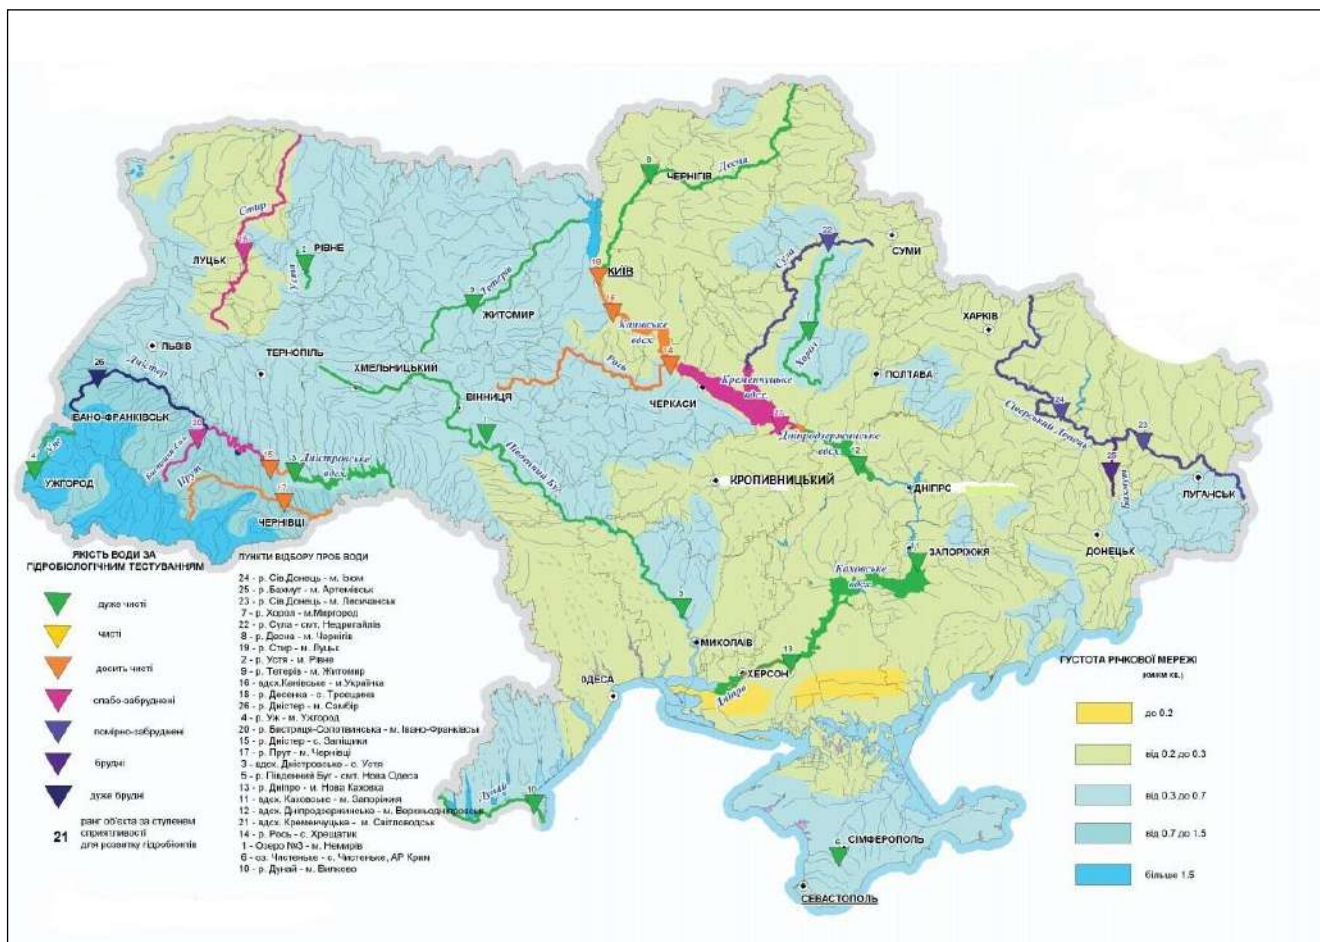 Десна
ЧЕРНІГІВ
Стир
СУМИ
Сула
РІВНЕ
ЛУЦЬК
Устя
КИЇВ
Тетерів
ЖИТОМИР
ХАРКІВ
Канівське
вдсх.
Хорол
ЛЬВІВ
ТЕРНОПІЛЬ
Рось
ПОЛТАВА
Дністер
ХМЕЛЬНИЦЬКИЙ
ВІННИЦЯ
ЧЕРКАСИ
Кременчуцьке
вдсх.
Сіверський Донець
ІВАНО-ФРАНКІВСЬК
Дніпродзержинське
вдсх.
Уж
Прут
Дністровське
вдсх.
Південний Буг
УЖГОРОД
КРОПИВНИЦЬКИЙ
ДНІПРО
Бахмут
ЛУГАНСЬК
ЧЕРНІВЦІ
ДОНЕЦЬК
ЗАПОРІЖЖЯ
Каховське
вдсх.
МИКОЛАЇВ
ХЕРСОН
ОДЕСА
Дніпро
Дунай
СІМФЕРОПОЛЬ
СЕВАСТОПОЛЬ
ЯКІСТЬ ВОДИ ЗА
ГІДРОБІОЛОГІЧНИМ ТЕСТУВАННЯМ
дуже чисті
чисті
досить чисті
слабо-забруднені
помірно-забруднені
брудні
дуже брудні
21 ранг об'єкта за ступенем
сприятливості
для розвитку гідробіонтів
ПУНКТИ ВІДБОРУ ПРОБ ВОДИ
24 - р. Сів.Донець - м. Ізюм
25 - р.Бахмут - м. Артемівськ
23 - р. Сів.Донець - м. Лисичанськ
7 - р. Хорол - м.Миргород
22 - р. Сула - смт. Недригайлів
8 - р. Десна - м. Чернігів
19 - р. Стир - м. Луцьк
2 - р. Устя - м. Рівне
9 - р. Тетерів - м. Житомир
16 - вдсх.Канівське - м.Українка
18 - р. Десенка - с. Троєщина
26 - р. Дністер - м. Самбір
4 - р. Уж - м. Ужгород
20 - р. Бистриця-Солотвинська - м. Івано-Франківськ
15 - р. Дністер - с. Заліщики
17 - р. Прут - м. Чернівці
3 - вдсх. Дністровське - с. Устя
5 - р. Південний Буг - смт. Нова Одеса
13 - р. Дніпро - м. Нова Каховка
11 - вдсх. Каховське - м. Запоріжжя
12 - вдсх. Дніпродзержинське - м. Верхньодніпровськ
21 - вдсх. Кременчуцьке - м. Світловодськ
14 - р. Рось - с. Хрещатик
1 - Озеро №3 - м. Немирів
6 - оз. Чистеньке - с. Чистеньке, АР Крим
10 - р. Дунай - м. Вилкове
ГУСТОТА РІЧКОВОЇ МЕРЕЖІ
(КМ/КМ КВ.)
до 0.2
від 0.2 до 0.3
від 0.3 до 0.7
від 0.7 до 1.5
більше 1.5